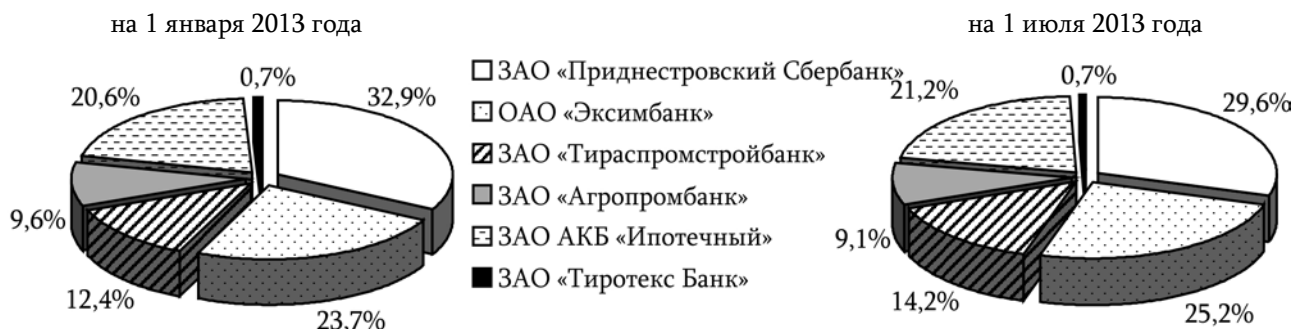 на 1 января 2013 года
на 1 июля 2013 года
20,6%
0,7%
32,9%
9,6%
12,4%
23,7%
ЗАО «Приднестровский Сбербанк»
ОАО «Эксимбанк»
ЗАО «Тираспромстройбанк»
ЗАО «Агропромбанк»
ЗАО АКБ «Ипотечный»
ЗАО «Тиротекс Банк»
21,2%
0,7%
29,6%
9,1%
14,2%
25,2%